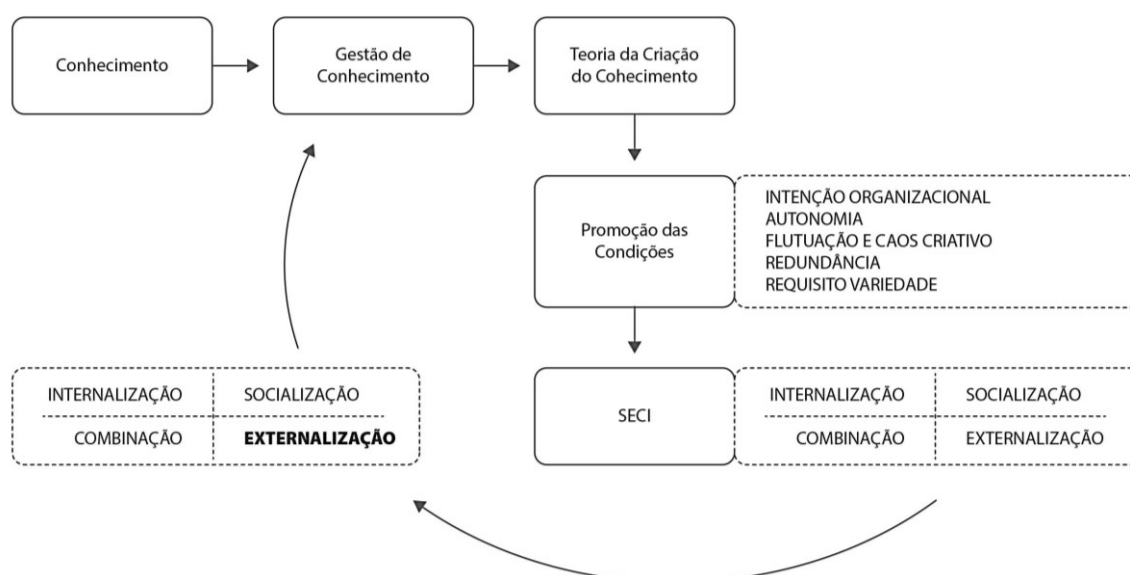 Conhecimento
Gestão de
Conhecimento
Teoria da Criação
do Cohecimento
Promoção das
Condições
INTENÇÃO ORGANIZACIONAL
AUTONOMIA
FLUTUAÇÃO E CAOS CRIATIVO
REDUNDÂNCIA
REQUISITO VARIEDADE
INTERNALIZAÇÃO
SOCIALIZAÇÃO
COMBINAÇÃO
EXTERNALIZAÇÃO
SECI
INTERNALIZAÇÃO
SOCIALIZAÇÃO
COMBINAÇÃO
EXTERNALIZAÇÃO